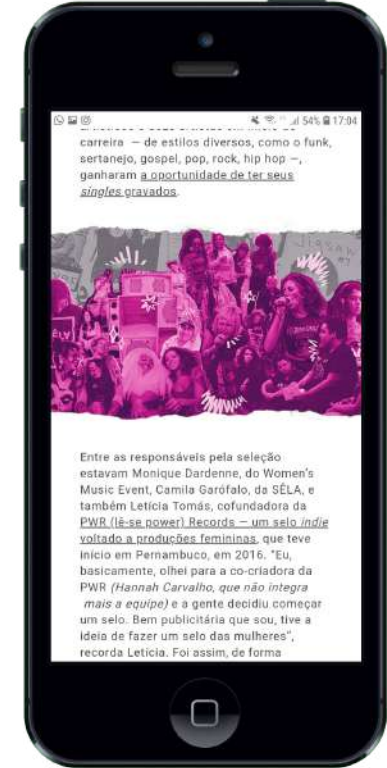 54% 17:04
carreira — de estilos diversos, como o funk,
sertanejo, gospel, pop, rock, hip hop —,
ganharam a oportunidade de ter seus
singles gravados.
Entre as responsáveis pela seleção
estavam Monique Dardenne, do Women's
Music Event, Camila Garófalo, da SÊLA, e
também Letícia Tomás, cofundadora da
PWR (lê-se power) Records — um selo indie
voltado a produções femininas, que teve
início em Pernambuco, em 2016. "Eu,
basicamente, olhei para a co-criadora da
PWR (Hannah Carvalho, que não integra
mais a equipe) e a gente decidiu começar
um selo. Bem publicitária que sou, tive a
ideia de fazer um selo das mulheres",
recorda Letícia. Foi assim, de forma